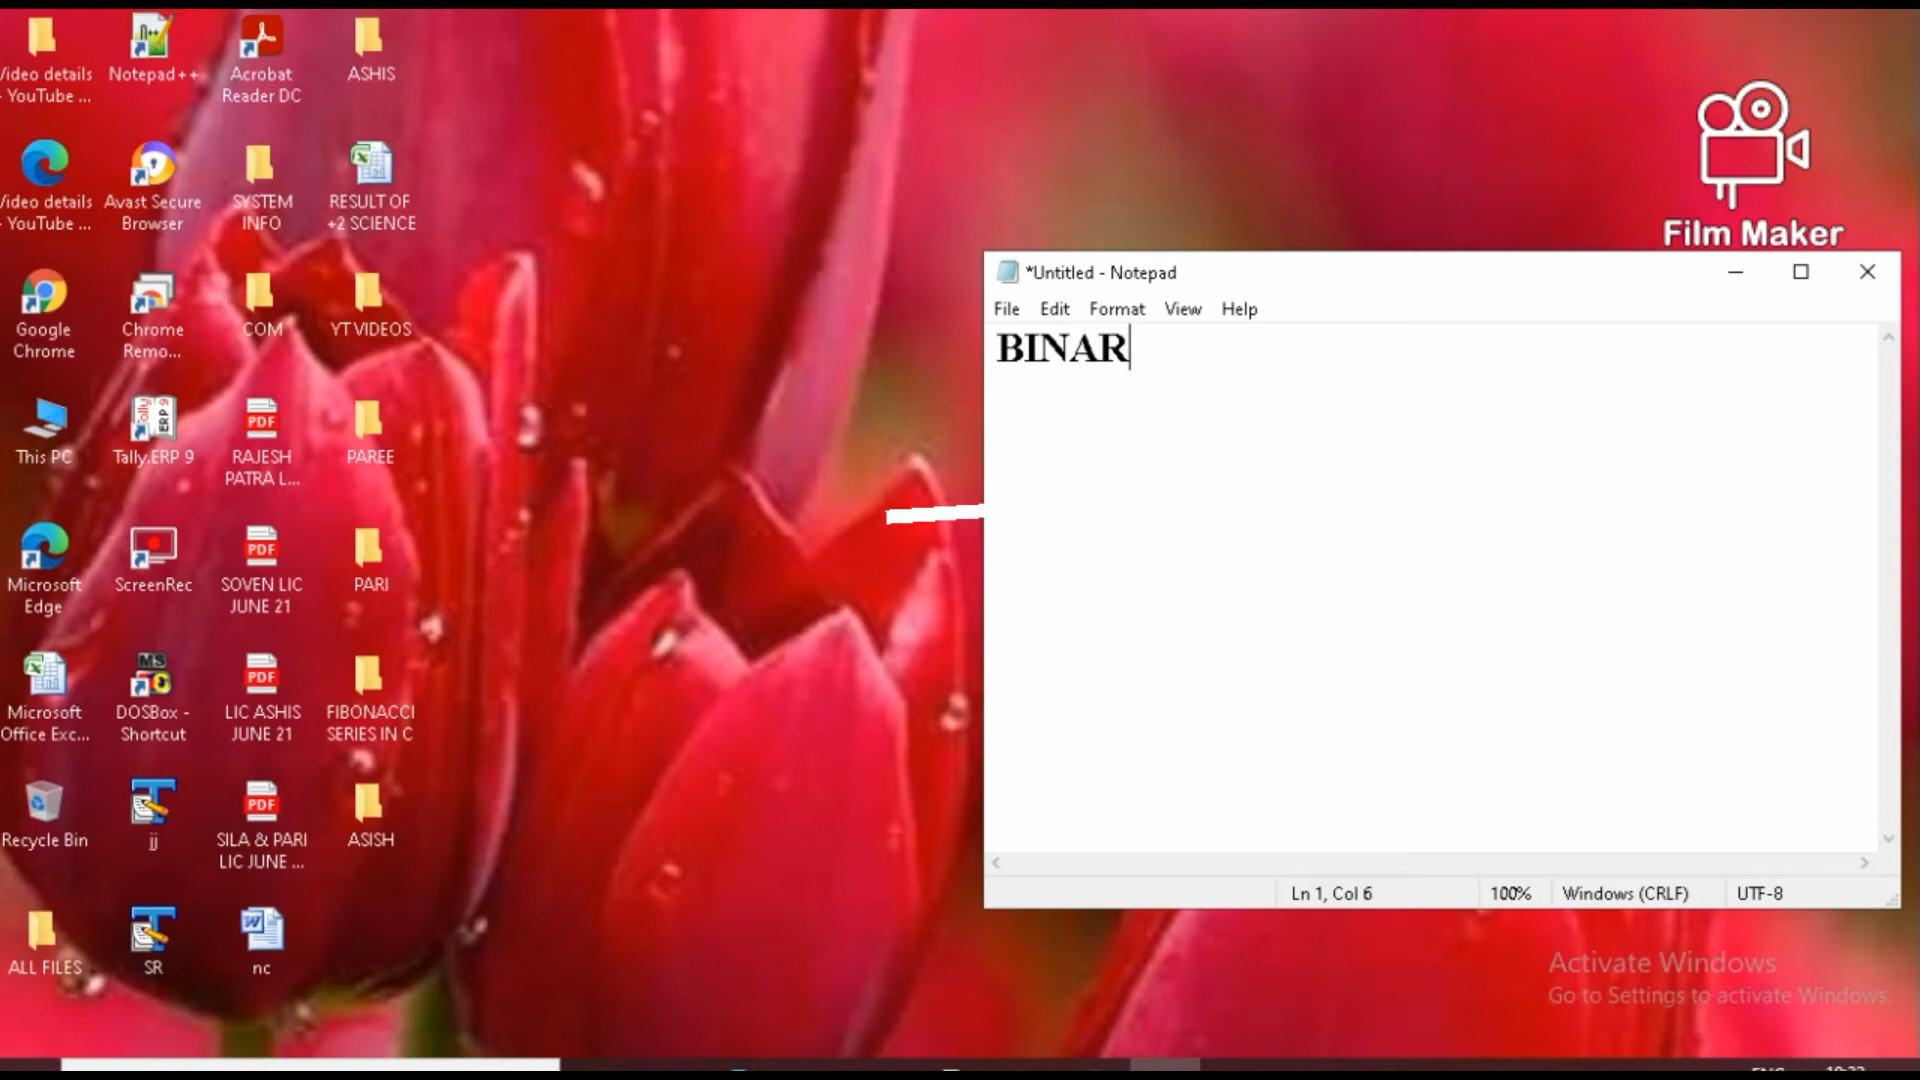 Video details
- YouTube ...
Notepad++
Acrobat
Reader DC
ASHIS
Video details
- YouTube ...
Avast Secure
Browser
SYSTEM
INFO
RESULT OF
+2 SCIENCE
Google
Chrome
Chrome
Remo...
COM
YT VIDEOS
This PC
Tally.ERP 9
RAJESH
PATRA L...
PAREE
Microsoft
Edge
ScreenRec
SOVEN LIC
JUNE 21
PARI
Microsoft
Office Exc...
DOSBox -
Shortcut
LIC ASHIS
JUNE 21
FIBONACCI
SERIES IN C
Recycle Bin
jj
SILA & PARI
LIC JUNE ...
ASISH
ALL FILES
SR
nc
Film Maker
*Untitled - Notepad
File Edit Format View Help
BINAR
Ln 1, Col 6 100% Windows (CRLF) UTF-8
Activate Windows
Go to Settings to activate Windows.